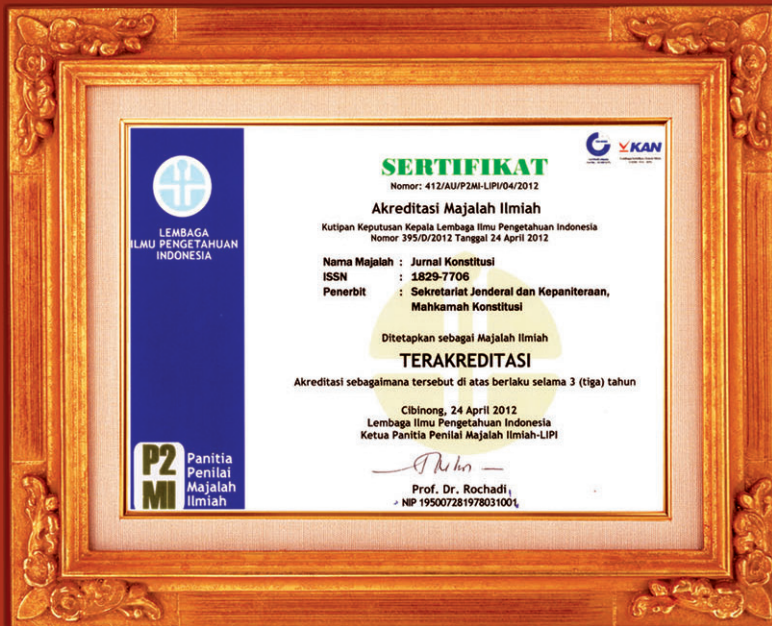 LEMBAGA
ILMU PENGETAHUAN
INDONESIA
KAN
SERTIFIKAT
Nomor: 412/AU/P2MI-LIPI/04/2012
Akreditasi Majalah Ilmiah
Kutipan Keputusan Kepala Lembaga Ilmu Pengetahuan Indonesia
Nomor 395/D/2012 Tanggal 24 April 2012
Nama Majalah : Jurnal Konstitusi
ISSN : 1829-7706
Penerbit : Sekretariat Jenderal dan Kepaniteraan,
Mahkamah Konstitusi
Ditetapkan sebagai Majalah Ilmiah
TERAKREDITASI
Akreditasi sebagaimana tersebut di atas berlaku selama 3 (tiga) tahun
Cibinong, 24 April 2012
Lembaga Ilmu Pengetahuan Indonesia
Ketua Panitia Penilai Majalah Ilmiah-LIPI
Prof. Dr. Rochadi
NIP 195007281978031001
P2
MI
Panitia
Penilai
Majalah
Ilmiah